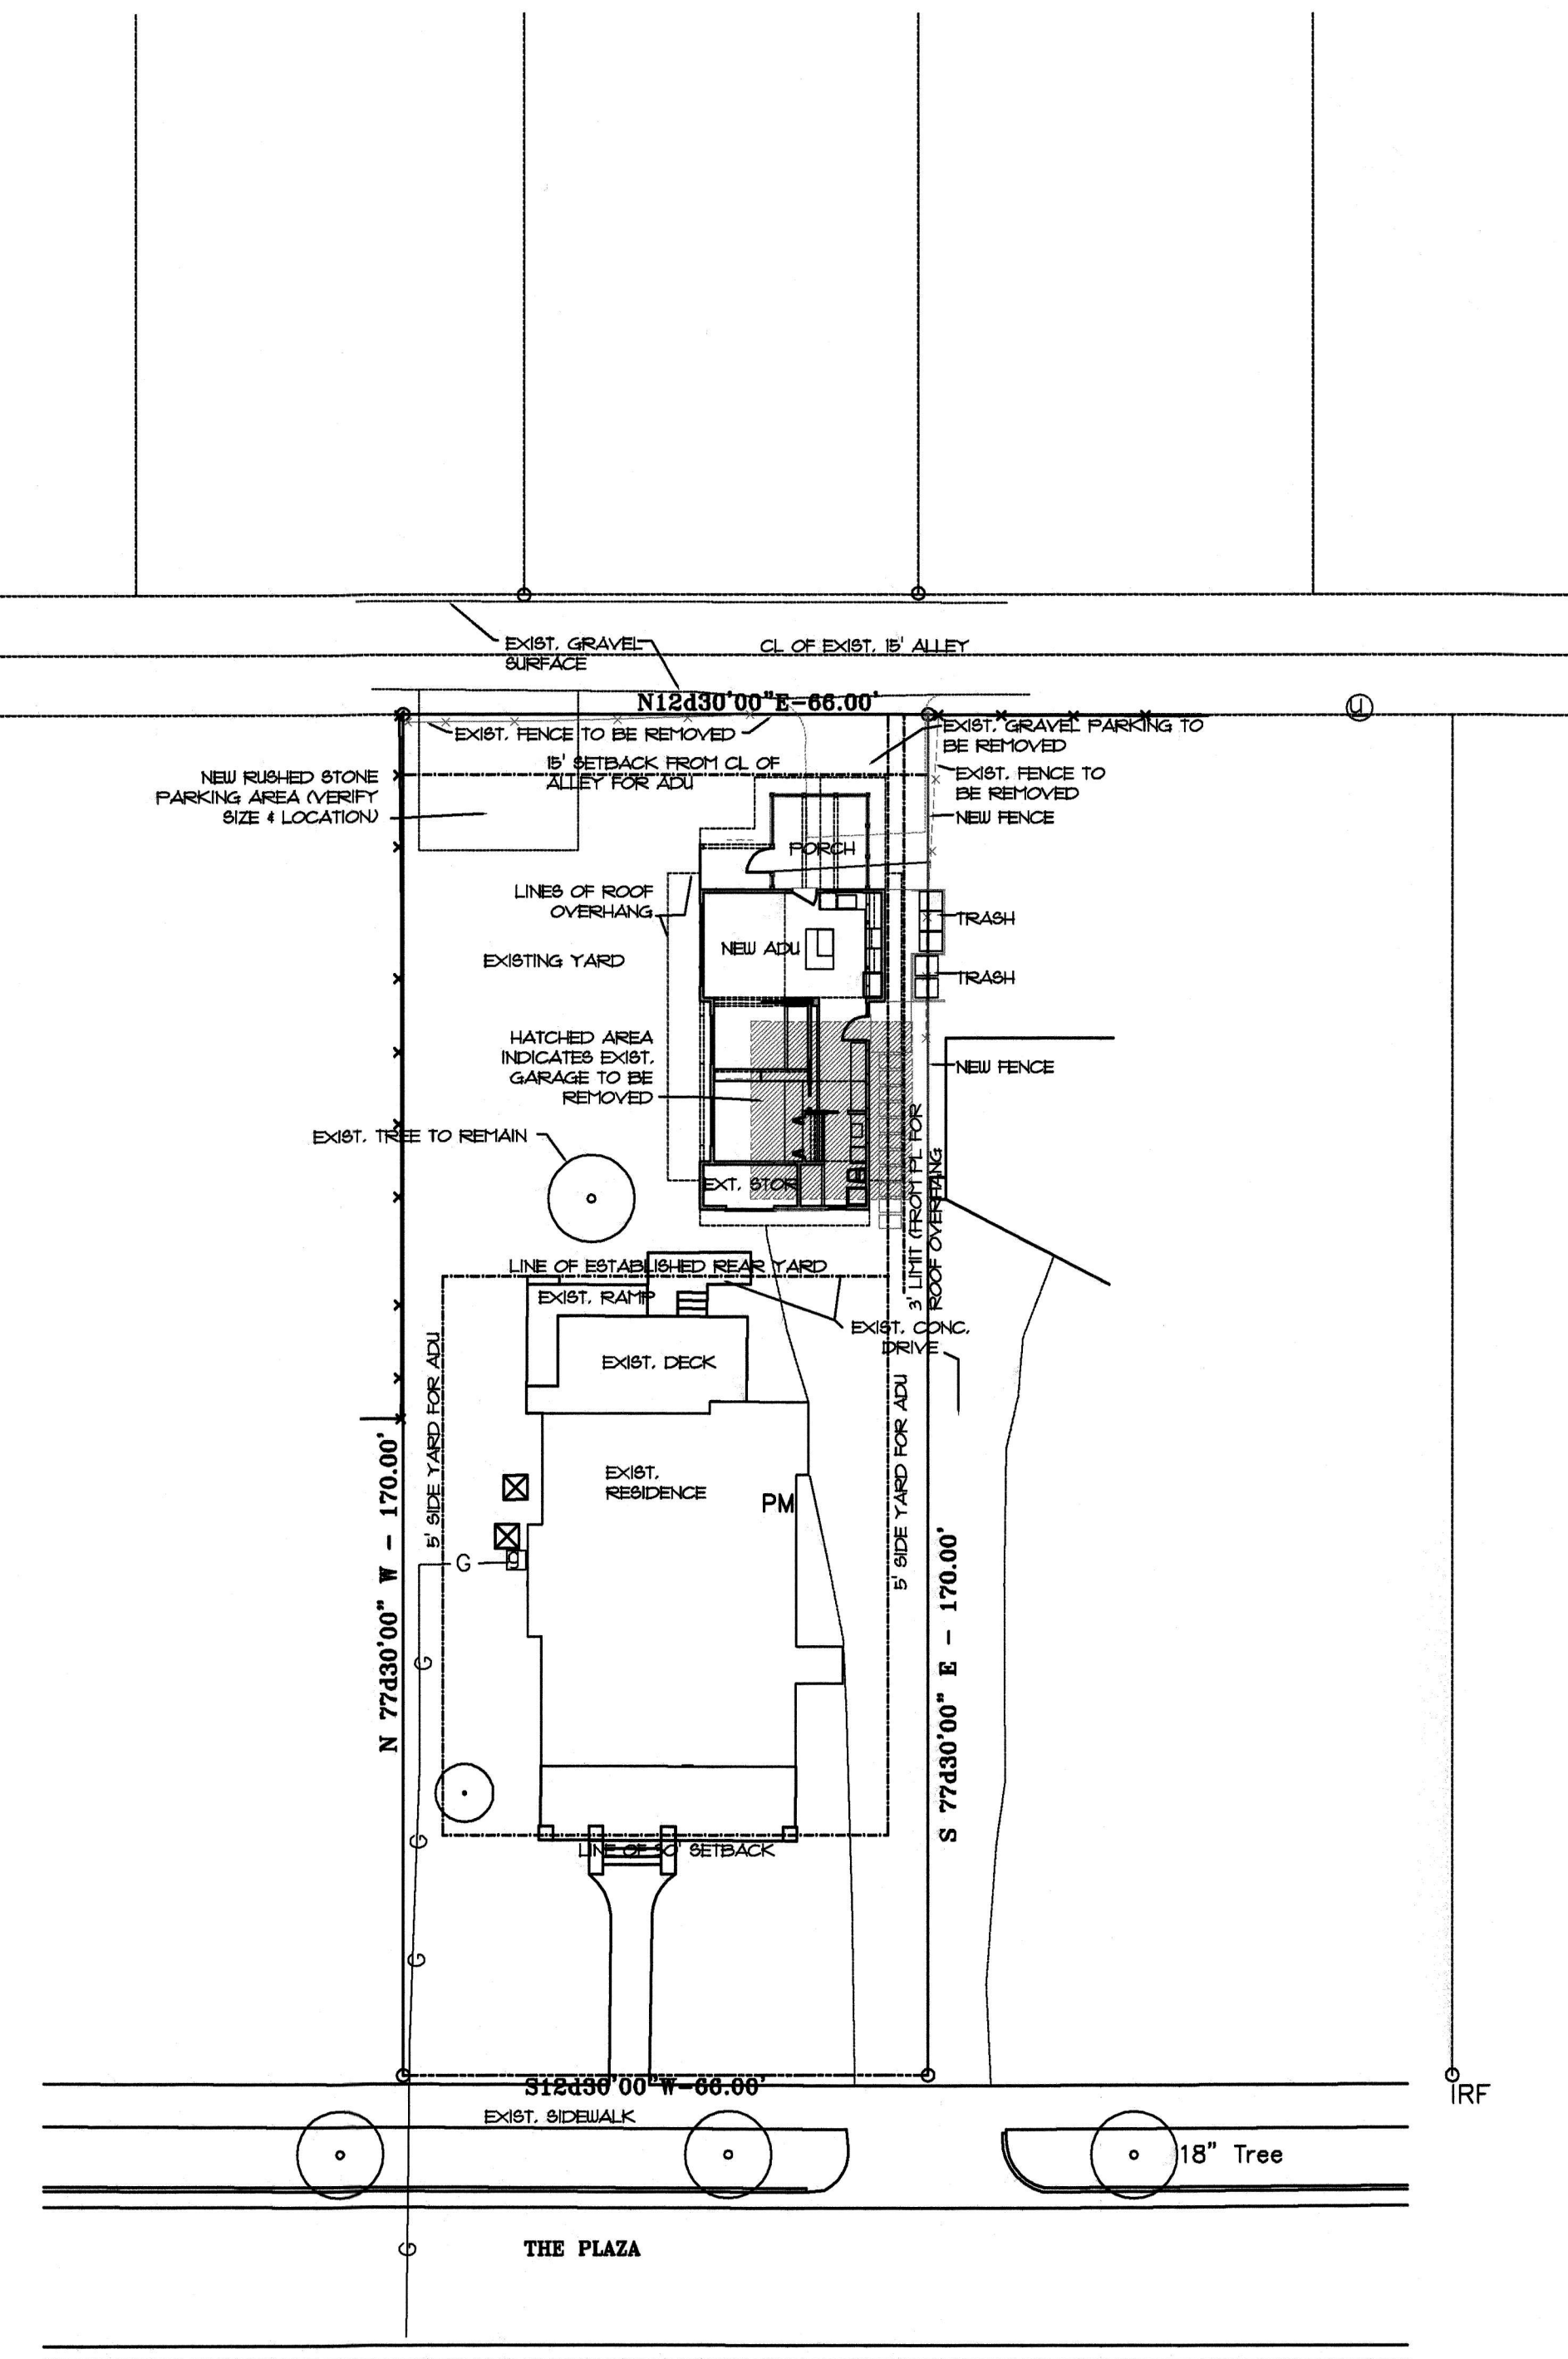 EXIST. GRAVEL
SURFACE
CL OF EXIST. 15' ALLEY
N12d30'00"E-66.00'
U
EXIST. FENCE TO BE REMOVED
EXIST. GRAVEL PARKING TO
BE REMOVED
15' SETBACK FROM CL OF
ALLEY FOR ADU
NEW RUSHED STONE
PARKING AREA (VERIFY
SIZE & LOCATION)
EXIST. FENCE TO
BE REMOVED
NEW FENCE
PORCH
LINES OF ROOF
OVERHANG
TRASH
NEW ADU
EXISTING YARD
TRASH
HATCHED AREA
INDICATES EXIST.
GARAGE TO BE
REMOVED
NEW FENCE
EXIST. TREE TO REMAIN
3' LIMIT (FROM PL FOR
ROOF OVERHANG
EXT. STOR
LINE OF ESTABLISHED REAR YARD
EXIST. RAMP
EXIST. CONC.
DRIVE
EXIST. DECK
5' SIDE YARD FOR ADU
5' SIDE YARD FOR ADU
EXIST.
RESIDENCE
PM
N 77d30'00" W - 170.00'
S 77d30'00" E - 170.00'
G
g
G
G
LINE OF 30' SETBACK
G
S12d30'00"W-66.00'
IRF
EXIST. SIDEWALK
18" Tree
G
THE PLAZA